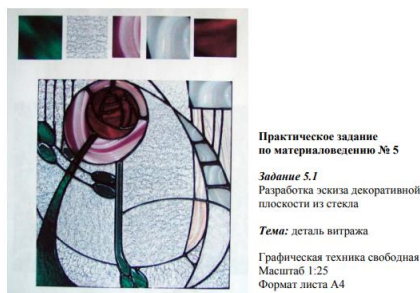 Практическое задание
по материаловедению № 5
Задание 5.1
Разработка эскиза декоративной
плоскости из стекла
Тема: деталь витража
Графическая техника свободная
Масштаб 1:25
Формат листа А4